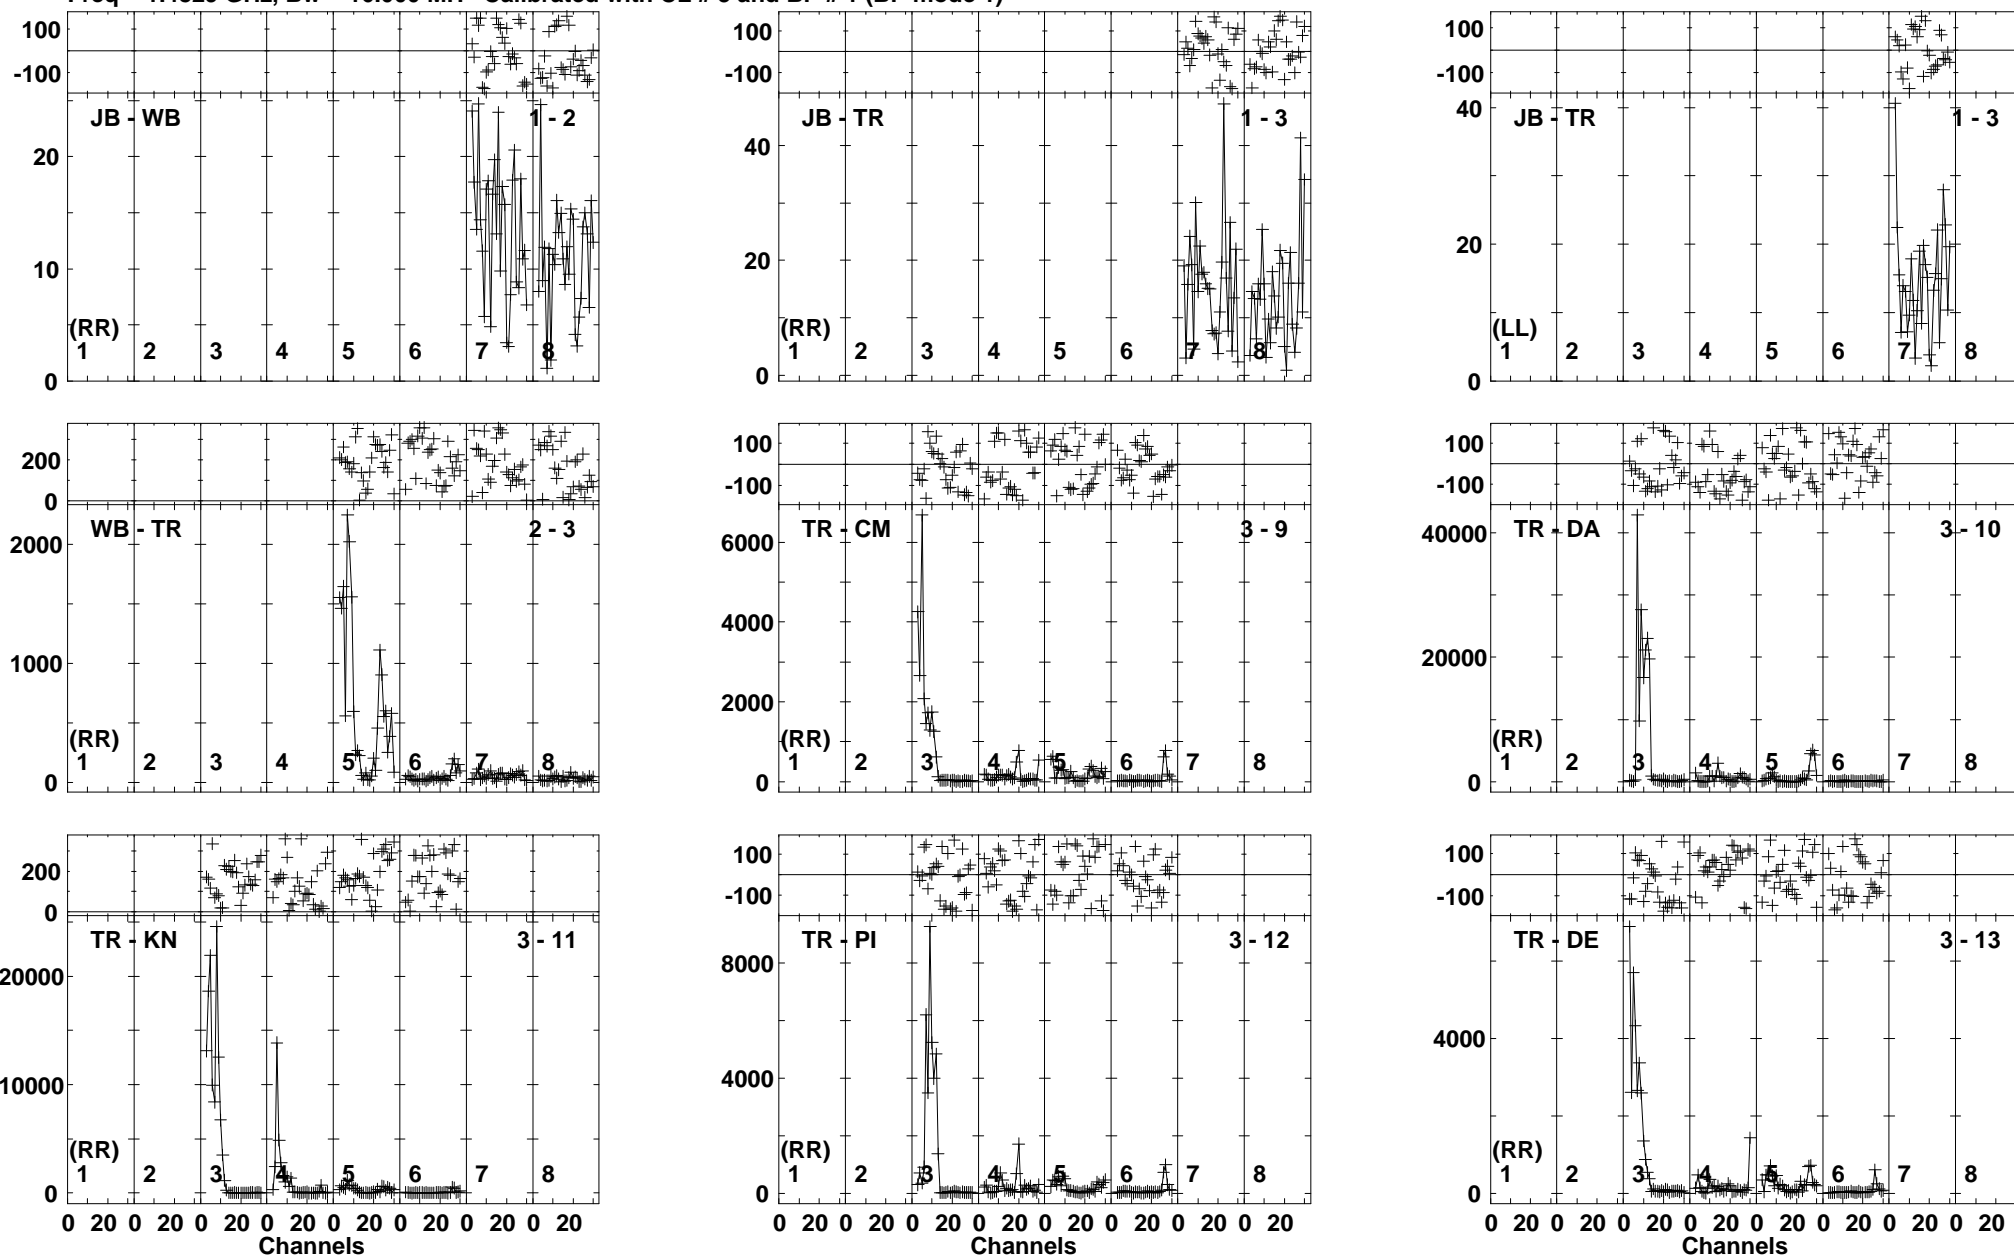 100 100 100
-100 -100 -100
JB - WB 1 - 2 JB - TR 1 - 3 JB - TR 1 - 3
20 40 40
10 20 20
(RR) (RR) (LL)
1 2 3 4 5 6 7 8 1 2 3 4 5 6 7 8 1 2 3 4 5 6 7 8
0 0 0
200 100 100
0 -100 -100
WB - TR 2 - 3 TR - CM 3 - 9 TR - DA 3 - 10
2000 6000 40000
1000 4000 20000
2000
(RR) (RR) (RR)
1 2 3 4 5 6 7 8 1 2 3 4 5 6 7 8 1 2 3 4 5 6 7 8
0 0 0
200 100 100
0 -100 -100
TR - KN 3 - 11 TR - PI 3 - 12 TR - DE 3 - 13
20000 8000
10000 4000 4000
(RR) (RR) (RR)
1 2 3 4 5 6 7 8 1 2 3 4 5 6 7 8 1 2 3 4 5 6 7 8
0 0 0
0 20 0 20 0 20 0 20 0 20 0 20 0 20 0 20 0 20 0 20 0 20 0 20 0 20 0 20 0 20 0 20 0 20 0 20 0 20 0 20 0 20 0 20 0 20 0 20
Channels Channels Channels